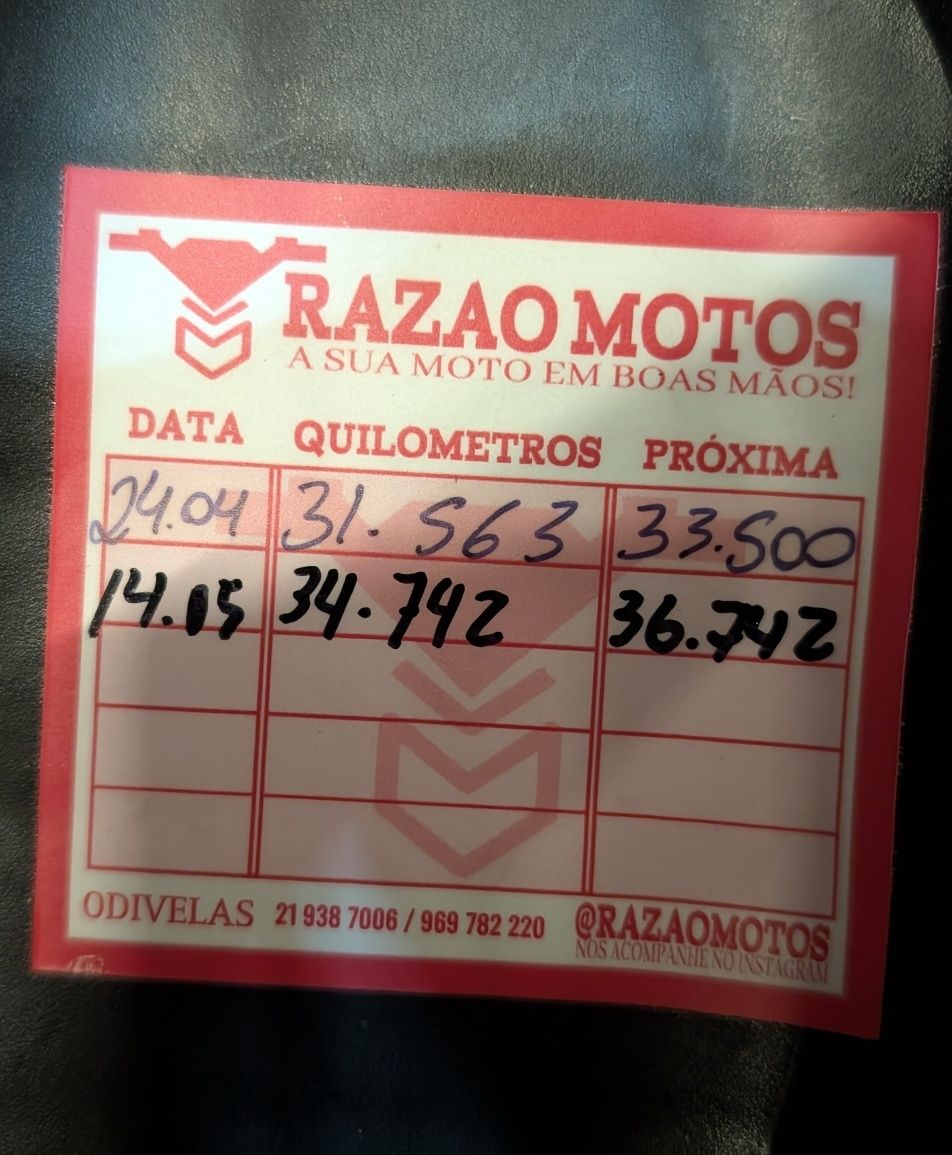 RAZAO MOTOS
A SUA MOTO EM BOAS MÃOS!
DATA QUILOMETROS PRÓXIMA
24.04 31.563 33.500
14.05 34.742 36.742
ODIVELAS 21 938 7006 / 969 782 220 @RAZAOMOTOS
NOS ACOMPANHE NO INSTAGRAM